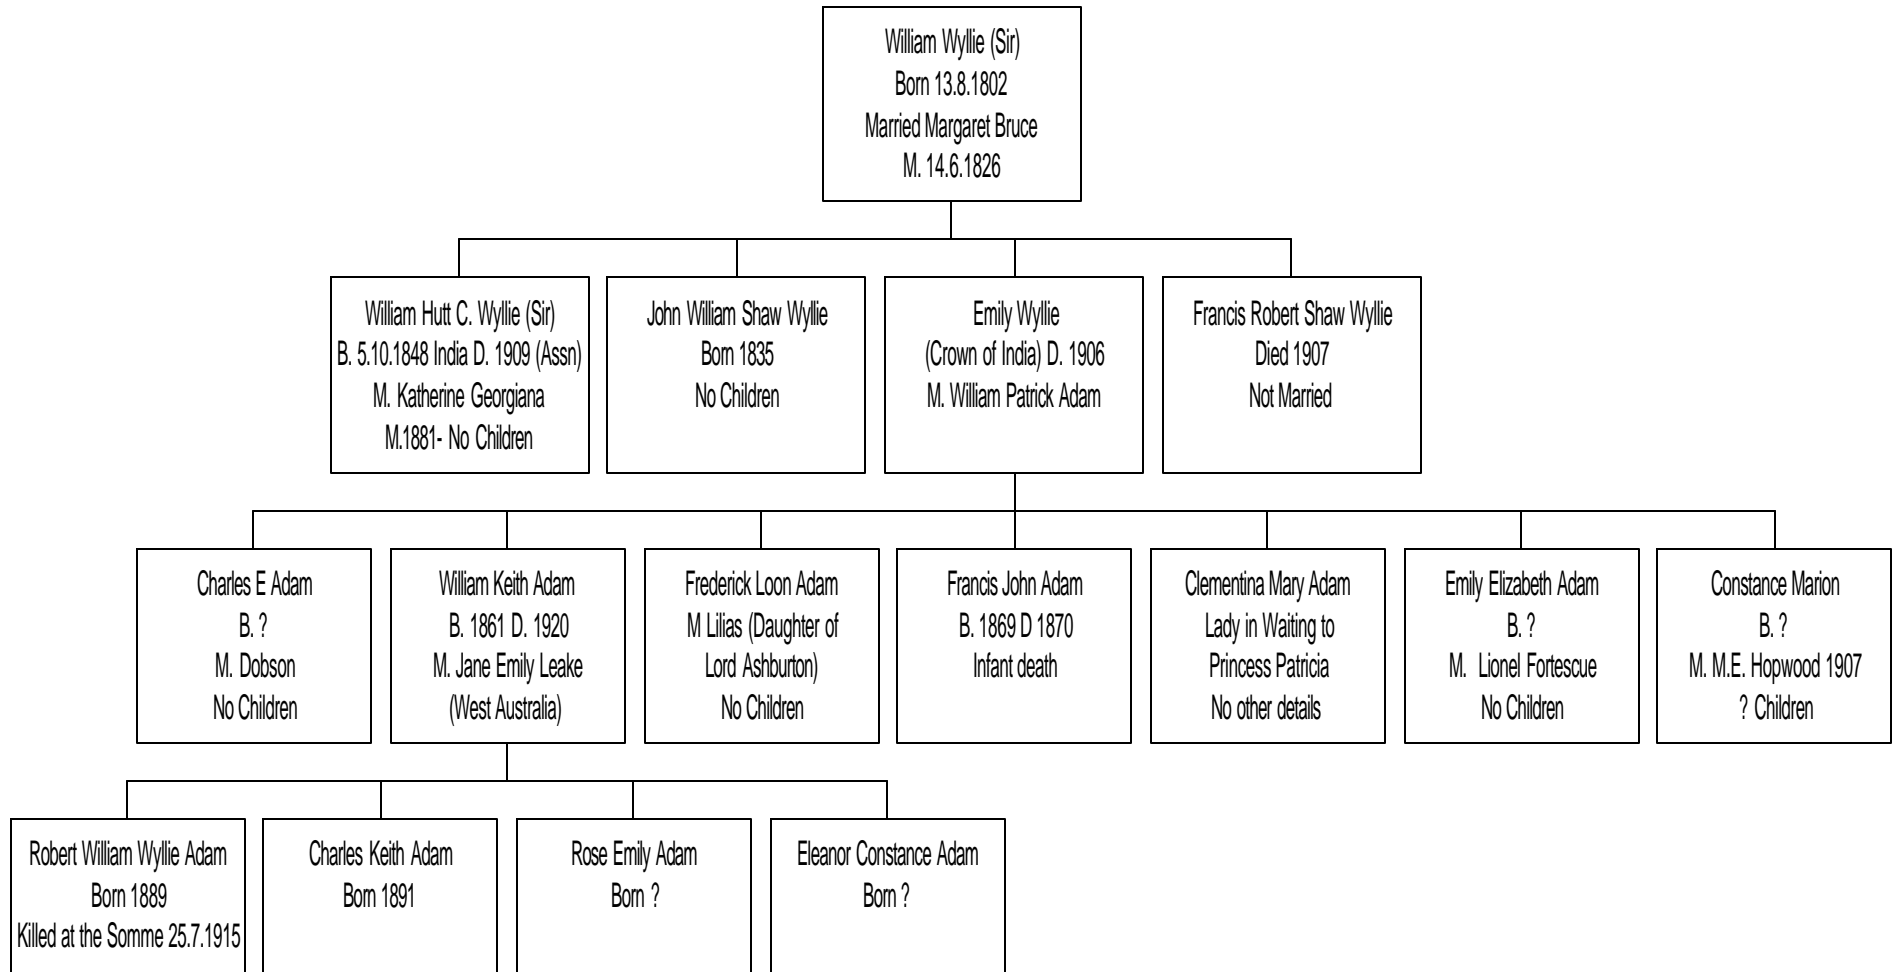 William Wyllie (Sir)
Born 13.8.1802
Married Margaret Bruce
M. 14.6.1826
William Hutt C. Wyllie (Sir)
B. 5.10.1848 India D. 1909 (Assn)
M. Katherine Georgiana
M.1881- No Children
John William Shaw Wyllie
Born 1835
No Children
Emily Wyllie
(Crown of India) D. 1906
M. William Patrick Adam
Francis Robert Shaw Wyllie
Died 1907
Not Married
Charles E Adam
B. ?
M. Dobson
No Children
William Keith Adam
B. 1861 D. 1920
M. Jane Emily Leake
(West Australia)
Frederick Loon Adam
M Lilias (Daughter of
Lord Ashburton)
No Children
Francis John Adam
B. 1869 D 1870
Infant death
Clementina Mary Adam
Lady in Waiting to
Princess Patricia
No other details
Emily Elizabeth Adam
B. ?
M. Lionel Fortescue
No Children
Constance Marion
B. ?
M. M.E. Hopwood 1907
? Children
Robert William Wyllie Adam
Born 1889
Killed at the Somme 25.7.1915
Charles Keith Adam
Born 1891
Rose Emily Adam
Born ?
Eleanor Constance Adam
Born ?